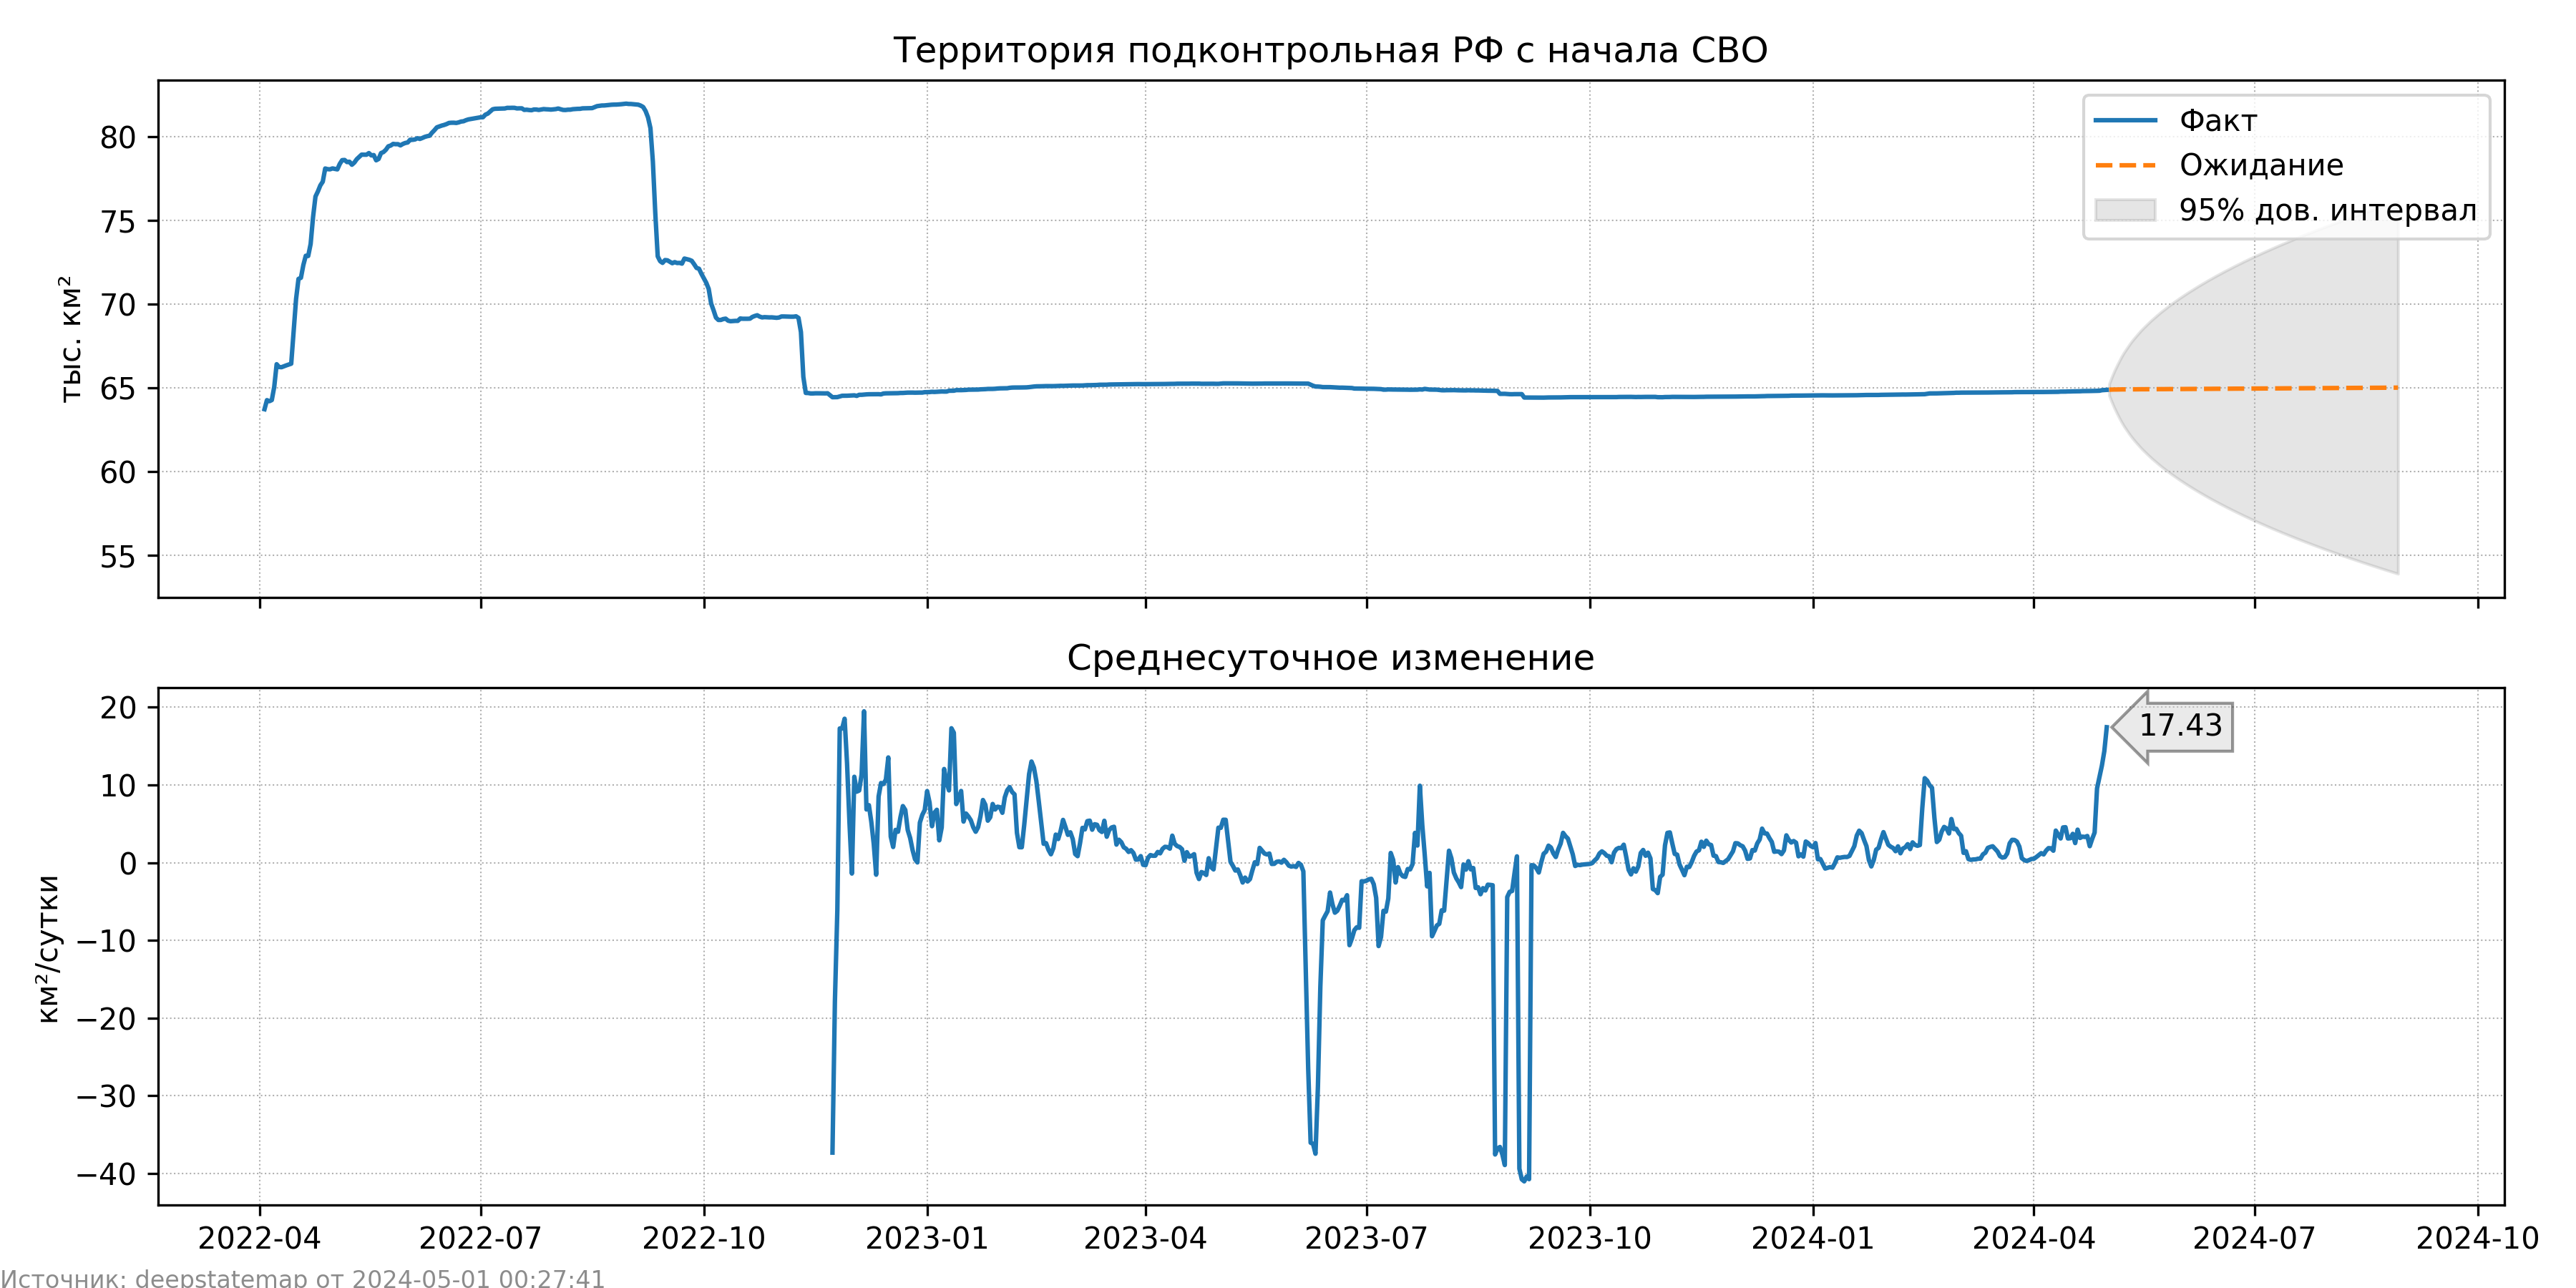 Территория подконтрольная РФ с начала СВО
тыс. км²
80
75
70
65
60
55
Факт
Ожидание
95% дов. интервал
Среднесуточное изменение
км²/сутки
20
10
0
−10
−20
−30
−40
17.43
2022-04 2022-07 2022-10 2023-01 2023-04 2023-07 2023-10 2024-01 2024-04 2024-07 2024-10
Источник: deepstatemap от 2024-05-01 00:27:41